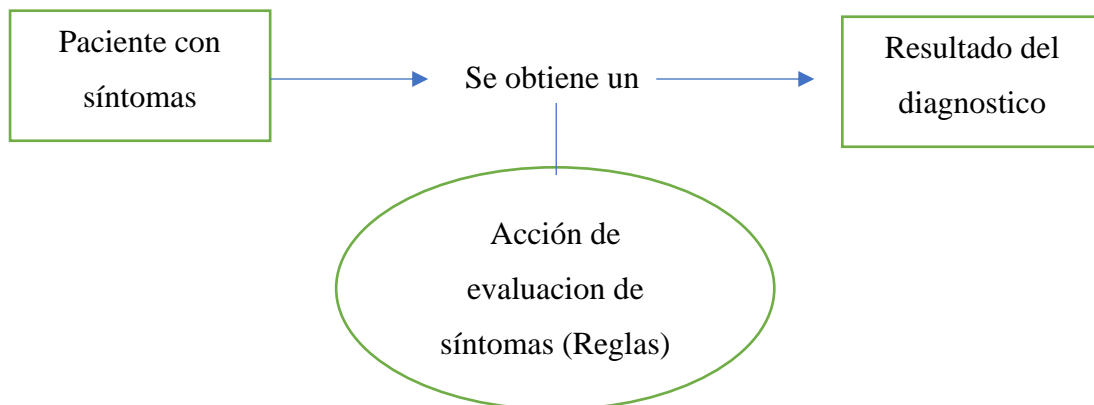 Paciente con
síntomas
Se obtiene un
Resultado del
diagnostico
Acción de
evaluacion de
síntomas (Reglas)